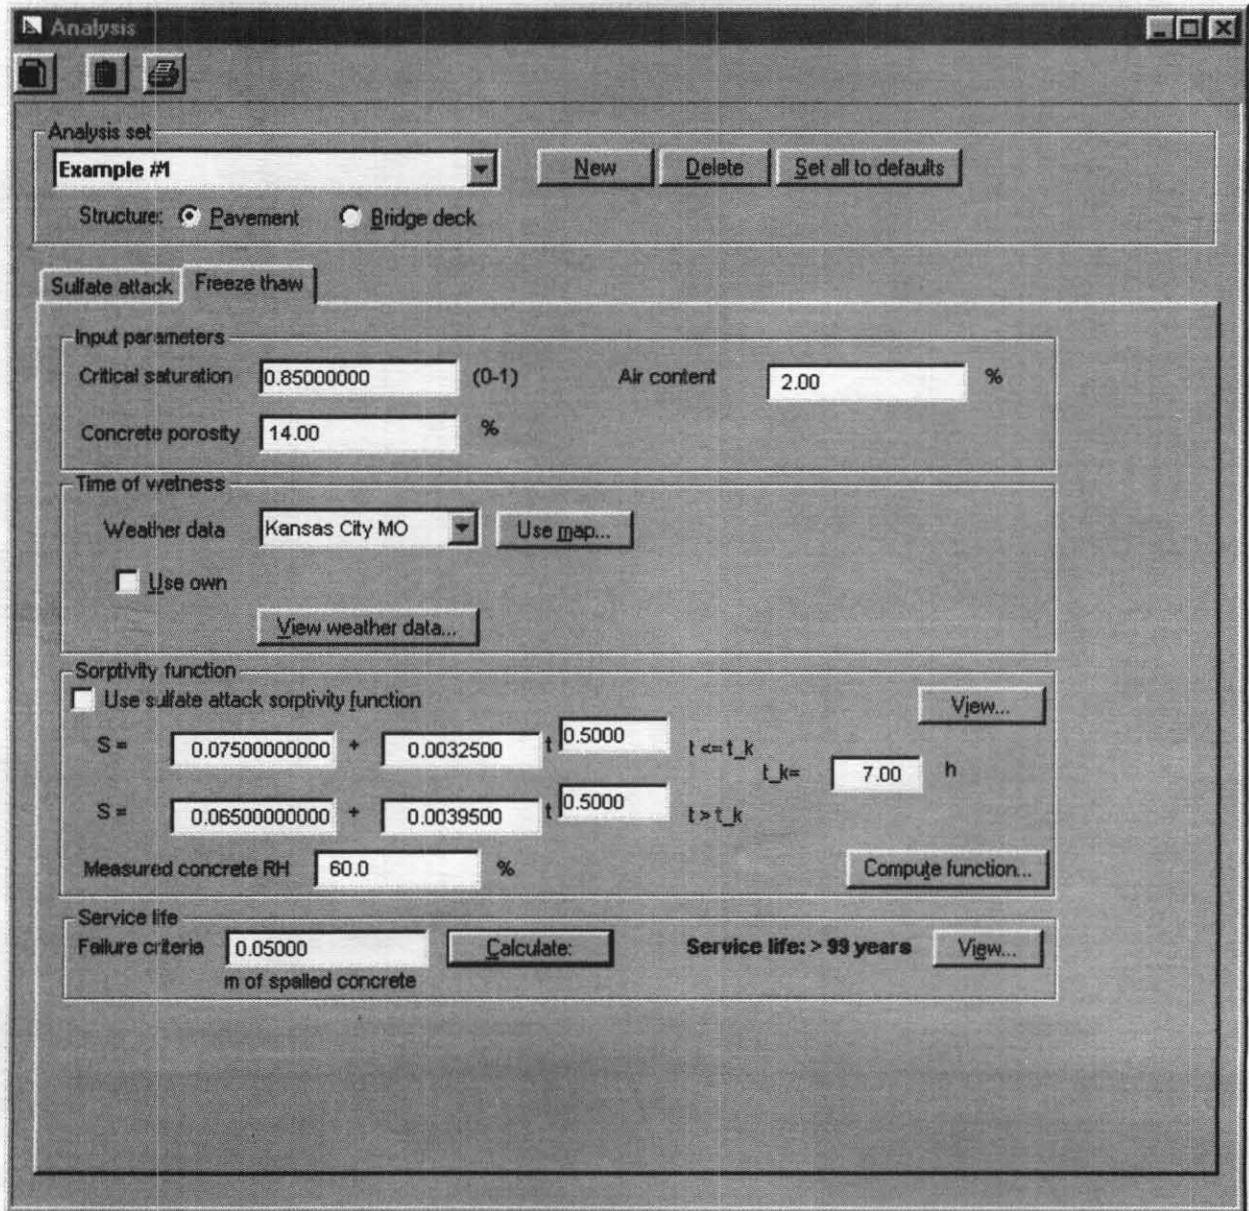 Analysis
Analysis set
Example #1 New Delete Set all to defaults
Structure: Pavement Bridge deck
Sulfate attack Freeze thaw
Input parameters
Critical saturation 0.85000000 (0-1) Air content 2.00 %
Concrete porosity 14.00 %
Time of wetness
Weather data Kansas City MO Use map...
Use own
View weather data...
Sorptivity function
Use sulfate attack sorptivity function View...
S = 0.07500000000 + 0.0032500 t 0.5000 t <= t_k
t_k= 7.00 h
S = 0.06500000000 + 0.0039500 t 0.5000 t > t_k
Measured concrete RH 60.0 % Compute function...
Service life
Failure criteria 0.05000 Calculate: Service life: > 99 years View...
m of spalled concrete